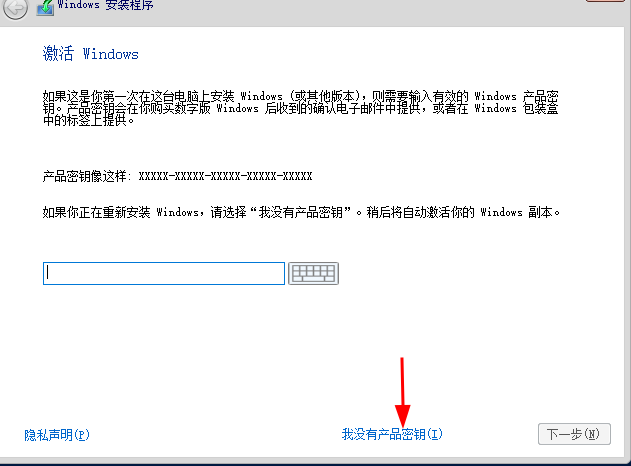 Windows 安装程序
激活 Windows
如果这是你第一次在这台电脑上安装 Windows (或其他版本)，则需要输入有效的 Windows 产品密
钥。产品密钥会在你购买数字版 Windows 后收到的确认电子邮件中提供，或者在 Windows 包装盒
中的标签上提供。
产品密钥像这样: XXXXX-XXXXX-XXXXX-XXXXX-XXXXX
如果你正在重新安装 Windows，请选择“我没有产品密钥”。稍后将自动激活你的 Windows 副本。
隐私声明(P) 我没有产品密钥(I) 下一步(N)